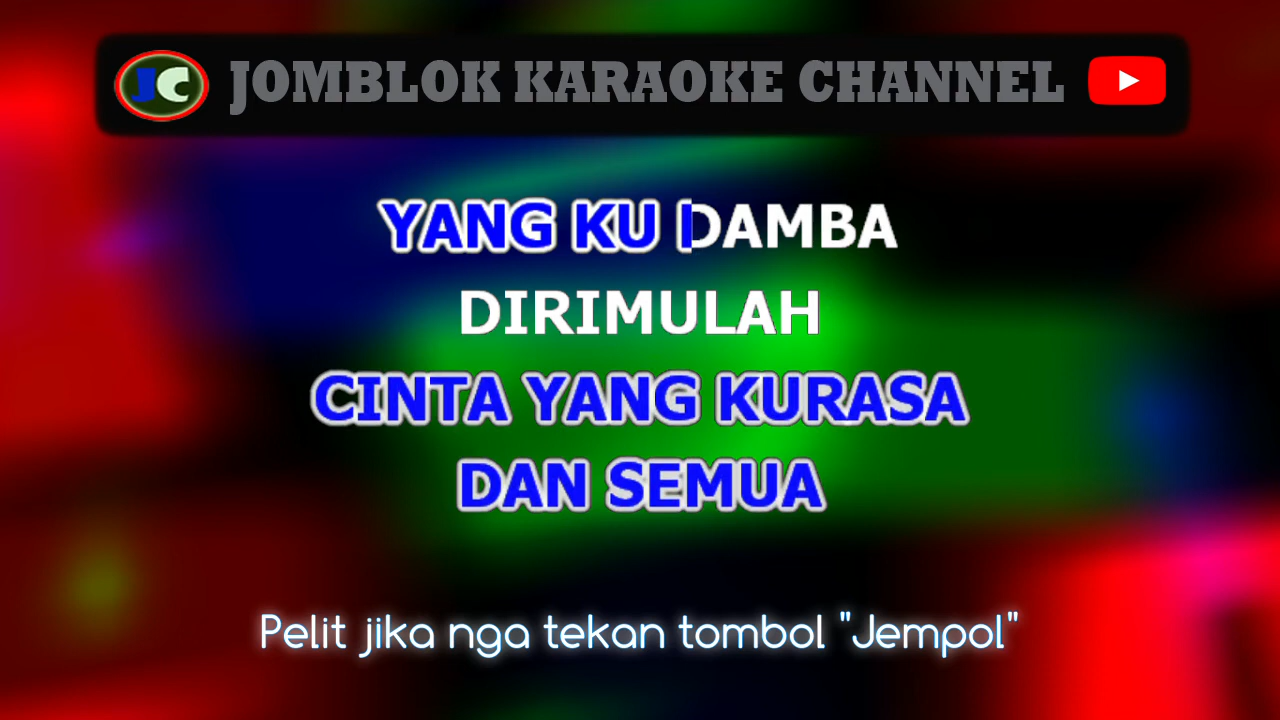 JC JOMBLOK KARAOKE CHANNEL
YANG KU DAMBA
DIRIMULAH
CINTA YANG KURASA
DAN SEMUA
Pelit jika nga tekan tombol "Jempol"